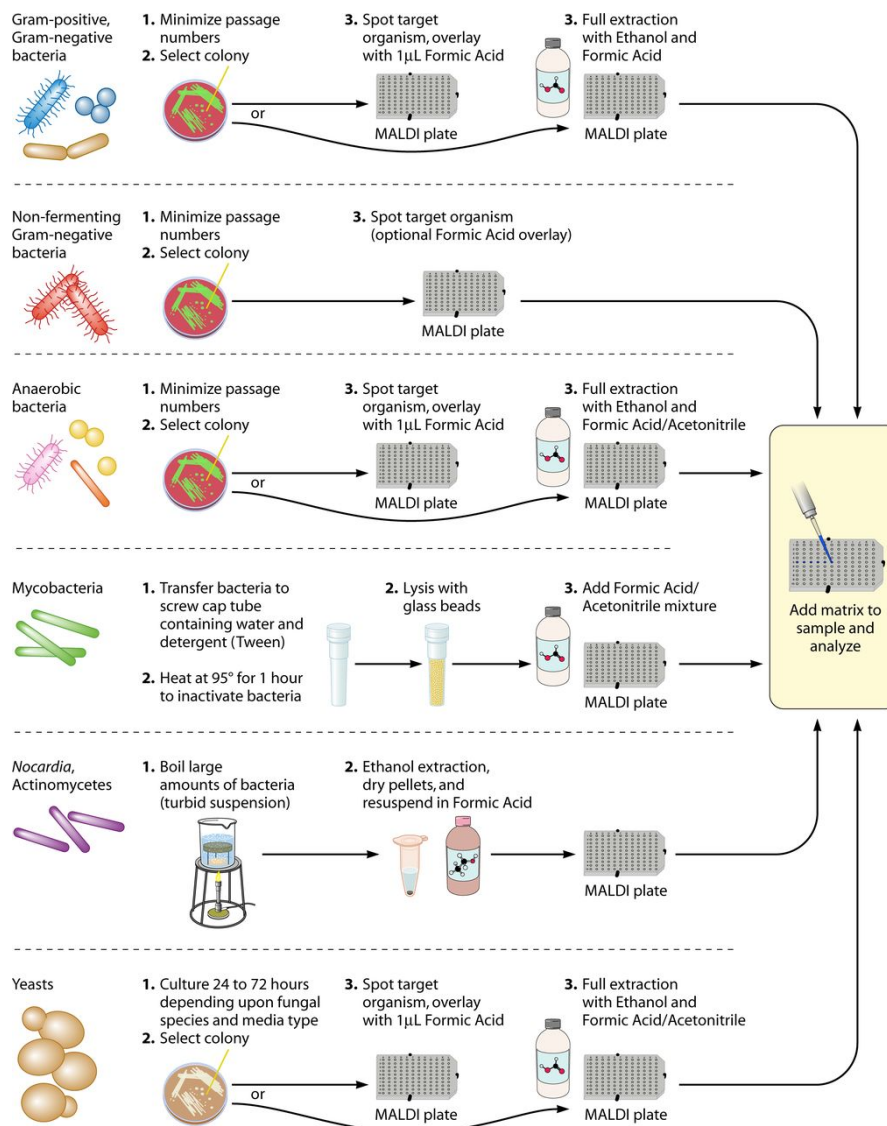 Gram-positive,
Gram-negative
bacteria
1. Minimize passage
numbers
2. Select colony
or
3. Spot target
organism, overlay
with 1μL Formic Acid
MALDI plate
3. Full extraction
with Ethanol and
Formic Acid
MALDI plate
Non-fermenting
Gram-negative
bacteria
1. Minimize passage
numbers
2. Select colony
3. Spot target organism
(optional Formic Acid overlay)
MALDI plate
Anaerobic
bacteria
1. Minimize passage
numbers
2. Select colony
or
3. Spot target
organism, overlay
with 1μL Formic Acid
MALDI plate
3. Full extraction
with Ethanol and
Formic Acid/Acetonitrile
MALDI plate
Add matrix to
sample and
analyze
Mycobacteria
1. Transfer bacteria to
screw cap tube
containing water and
detergent (Tween)
2. Heat at 95° for 1 hour
to inactivate bacteria
2. Lysis with
glass beads
3. Add Formic Acid/
Acetonitrile mixture
MALDI plate
Nocardia,
Actinomycetes
1. Boil large
amounts of bacteria
(turbid suspension)
2. Ethanol extraction,
dry pellets, and
resuspend in Formic Acid
MALDI plate
Yeasts
1. Culture 24 to 72 hours
depending upon fungal
species and media type
2. Select colony
or
3. Spot target
organism, overlay
with 1μL Formic Acid
MALDI plate
3. Full extraction
with Ethanol and
Formic Acid/Acetonitrile
MALDI plate